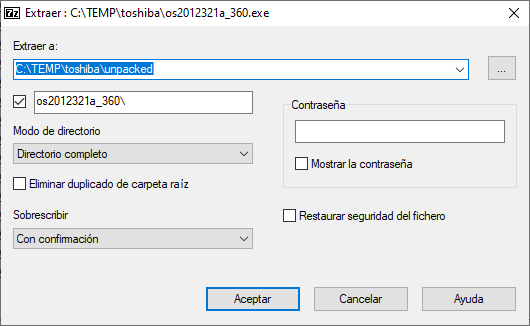 7z Extraer : C:\TEMP\toshiba\os2012321a_360.exe
Extraer a:
C:\TEMP\toshiba\unpacked
...
os2012321a_360\
Contraseña
Modo de directorio
Directorio completo
Mostrar la contraseña
Eliminar duplicado de carpeta raíz
Sobrescribir
Restaurar seguridad del fichero
Con confirmación
Aceptar
Cancelar
Ayuda